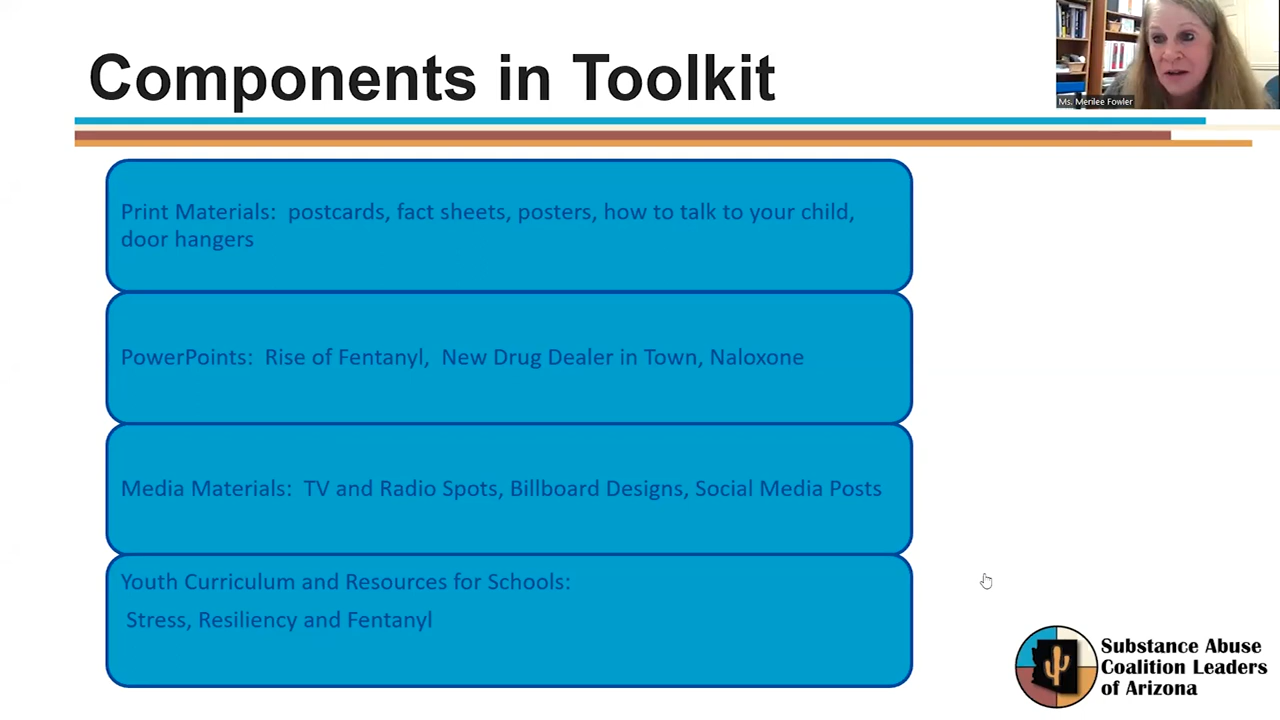 Components in Toolkit
Ms. Merilee Fowler
Print Materials:  postcards, fact sheets, posters, how to talk to your child,
door hangers
PowerPoints:  Rise of Fentanyl,  New Drug Dealer in Town, Naloxone
Media Materials:  TV and Radio Spots, Billboard Designs, Social Media Posts
Youth Curriculum and Resources for Schools:
Stress, Resiliency and Fentanyl
Substance Abuse
Coalition Leaders
of Arizona